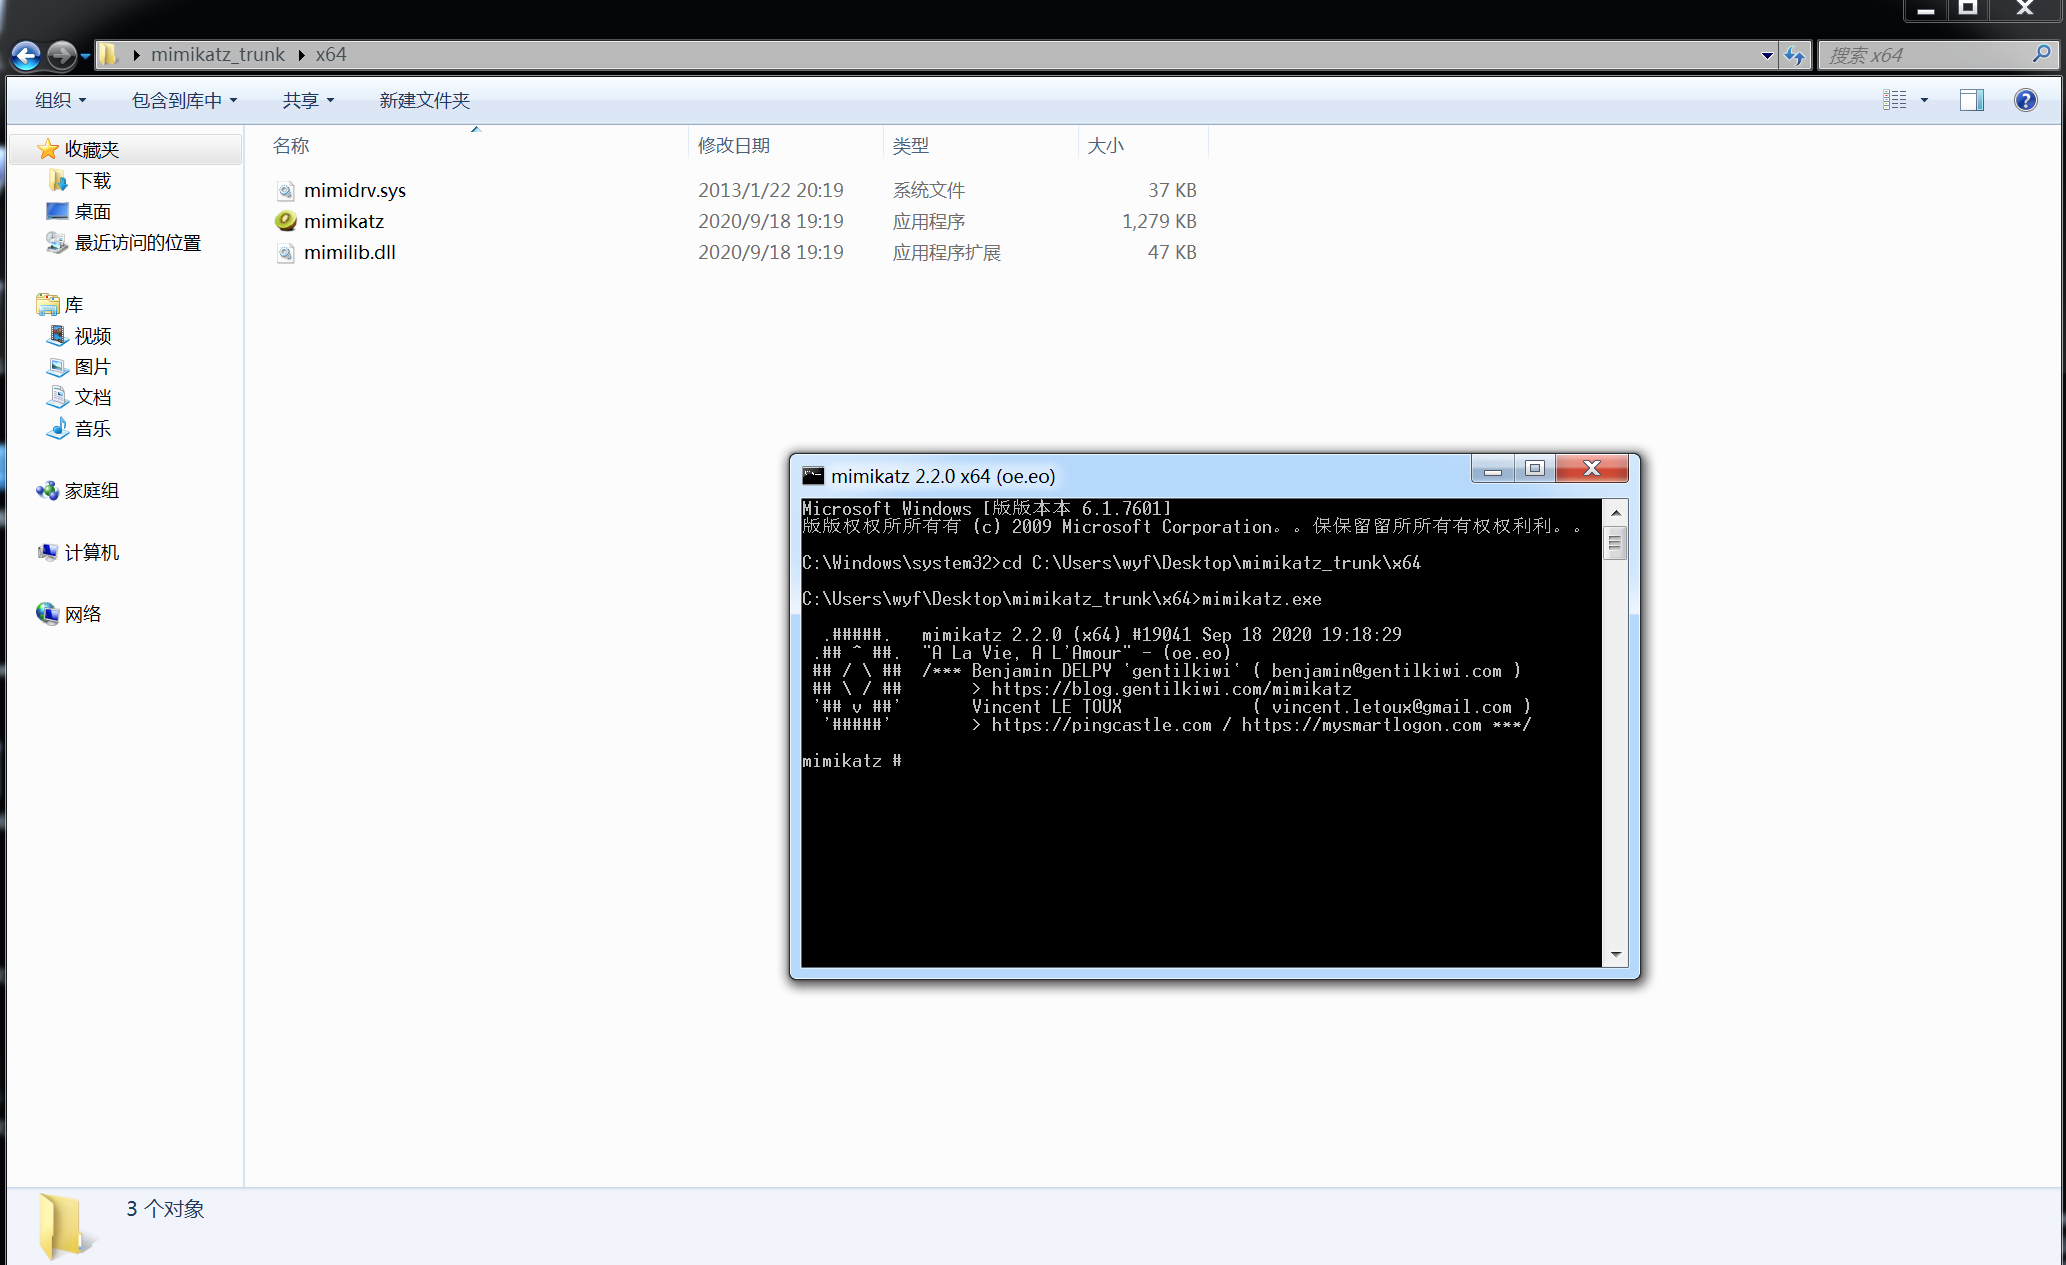 mimikatz_trunk x64
搜索 x64
组织 包含到库中 共享 新建文件夹
收藏夹
下载
桌面
最近访问的位置
库
视频
图片
文档
音乐
家庭组
计算机
网络
名称 修改日期 类型 大小
mimidrv.sys 2013/1/22 20:19 系统文件 37 KB
mimikatz 2020/9/18 19:19 应用程序 1,279 KB
mimilib.dll 2020/9/18 19:19 应用程序扩展 47 KB
mimikatz 2.2.0 x64 (oe.eo)
Microsoft Windows [版版本本 6.1.7601]
版版权权所所有有 (c) 2009 Microsoft Corporation。。保保留留所所有有权权利利。。
C:\Windows\system32>cd C:\Users\wyf\Desktop\mimikatz_trunk\x64
C:\Users\wyf\Desktop\mimikatz_trunk\x64>mimikatz.exe
.#####. mimikatz 2.2.0 (x64) #19041 Sep 18 2020 19:18:29
.## ^ ##. "A La Vie, A L'Amour" - (oe.eo)
## / \ ## /*** Benjamin DELPY `gentilkiwi` ( benjamin@gentilkiwi.com )
## \ / ## > https://blog.gentilkiwi.com/mimikatz
'## v ##' Vincent LE TOUX ( vincent.letoux@gmail.com )
'#####' > https://pingcastle.com / https://mysmartlogon.com ***/
mimikatz #
3 个对象